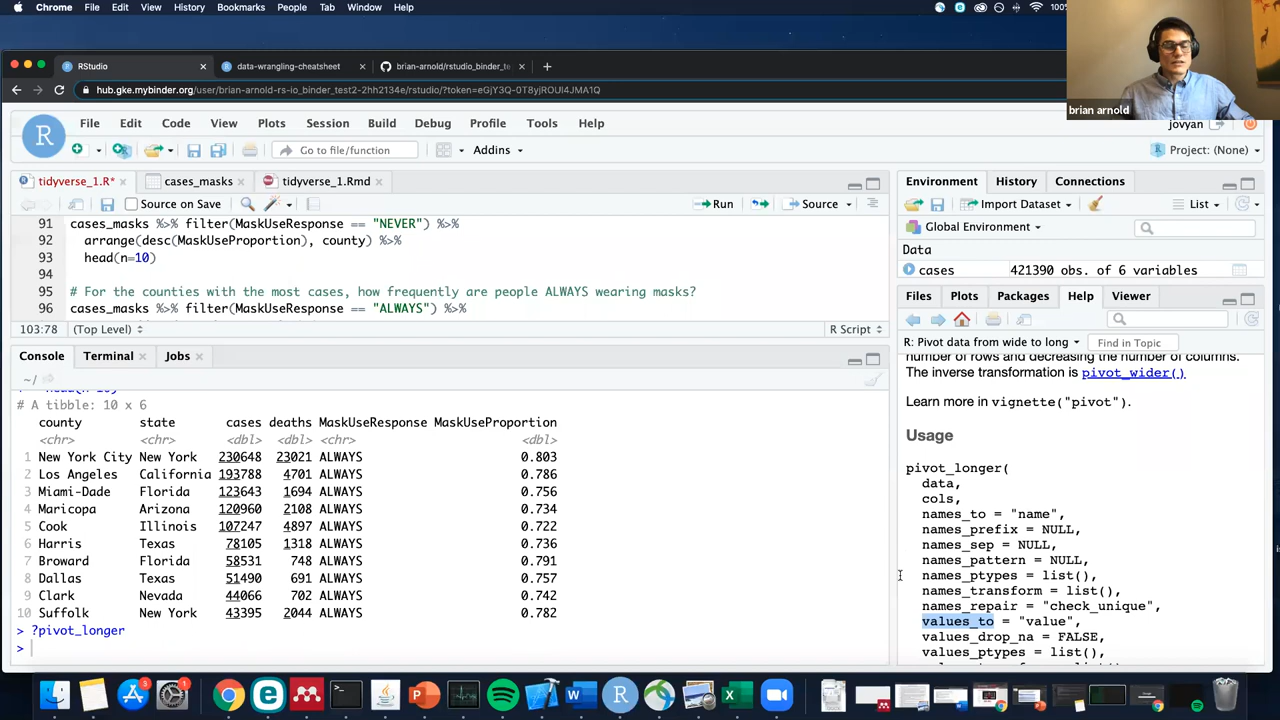 Chrome File Edit View History Bookmarks People Tab Window Help 100%
RStudio × data-wrangling-cheatsheet × brian-arnold/rstudio_binder_te × +
hub.gke.mybinder.org/user/brian-arnold-rs-io_binder_test2-2hh2134e/rstudio/?token=eGjY3Q-0T8yjROUl4JMA1Q
brian arnold
R File Edit Code View Plots Session Build Debug Profile Tools Help jovyan
Go to file/function Addins Project: (None)
tidyverse_1.R* × cases_masks × tidyverse_1.Rmd ×
Source on Save Run Source
91 cases_masks %>% filter(MaskUseResponse == "NEVER") %>%
92 arrange(desc(MaskUseProportion), county) %>%
93 head(n=10)
94
95 # For the counties with the most cases, how frequently are people ALWAYS wearing masks?
96 cases_masks %>% filter(MaskUseResponse == "ALWAYS") %>%
103:78 (Top Level) R Script
Console Terminal × Jobs ×
~/
# A tibble: 10 x 6
county state cases deaths MaskUseResponse MaskUseProportion
<chr> <chr> <dbl> <dbl> <chr> <dbl>
1 New York City New York 230648 23021 ALWAYS 0.803
2 Los Angeles California 193788 4701 ALWAYS 0.786
3 Miami-Dade Florida 123643 1694 ALWAYS 0.756
4 Maricopa Arizona 120960 2108 ALWAYS 0.734
5 Cook Illinois 107247 4897 ALWAYS 0.722
6 Harris Texas 78105 1318 ALWAYS 0.736
7 Broward Florida 58531 748 ALWAYS 0.791
8 Dallas Texas 51490 691 ALWAYS 0.757
9 Clark Nevada 44066 702 ALWAYS 0.742
10 Suffolk New York 43395 2044 ALWAYS 0.782
> ?pivot_longer
>
Environment History Connections
Import Dataset List
Global Environment
Data
cases 421390 obs. of 6 variables
Files Plots Packages Help Viewer
R: Pivot data from wide to long Find in Topic
number of rows and decreasing the number of columns.
The inverse transformation is pivot_wider()
Learn more in vignette("pivot").
Usage
pivot_longer(
data,
cols,
names_to = "name",
names_prefix = NULL,
names_sep = NULL,
names_pattern = NULL,
names_ptypes = list(),
names_transform = list(),
names_repair = "check_unique",
values_to = "value",
values_drop_na = FALSE,
values_ptypes = list(),
3 1